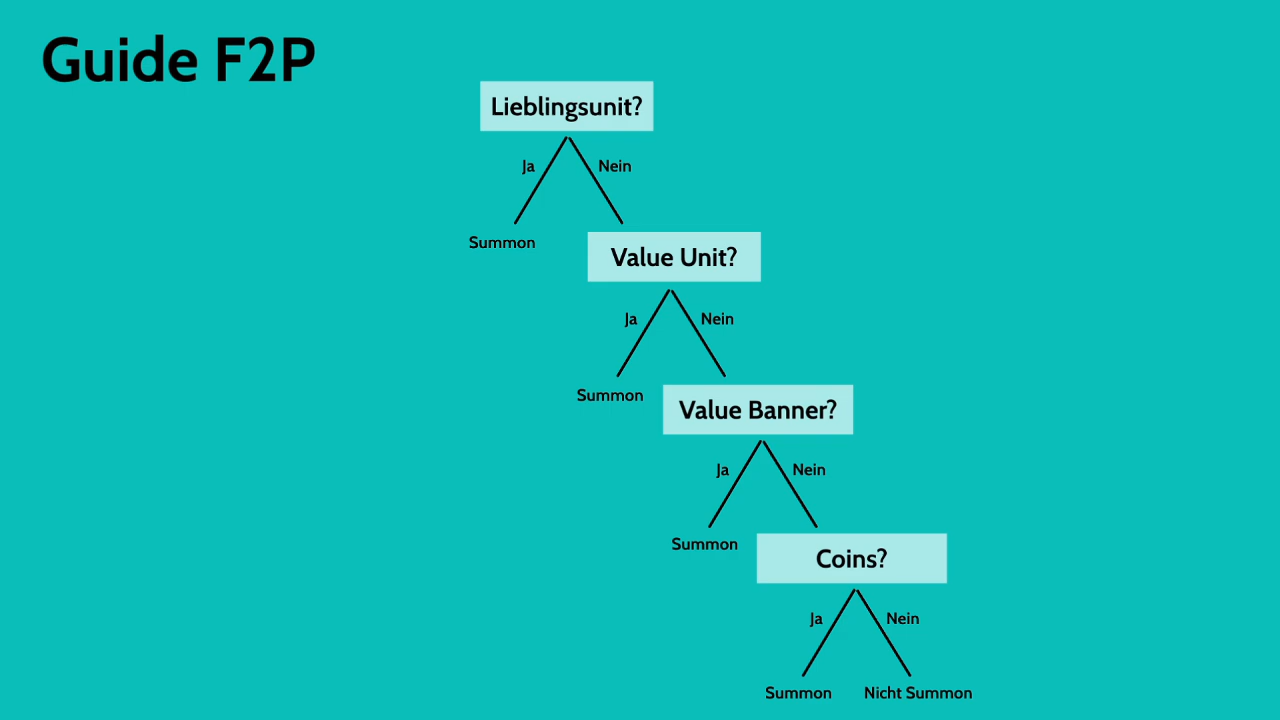 Guide F2P
Lieblingsunit?
Ja
Nein
Summon
Value Unit?
Ja
Nein
Summon
Value Banner?
Ja
Nein
Summon
Coins?
Ja
Nein
Summon
Nicht Summon